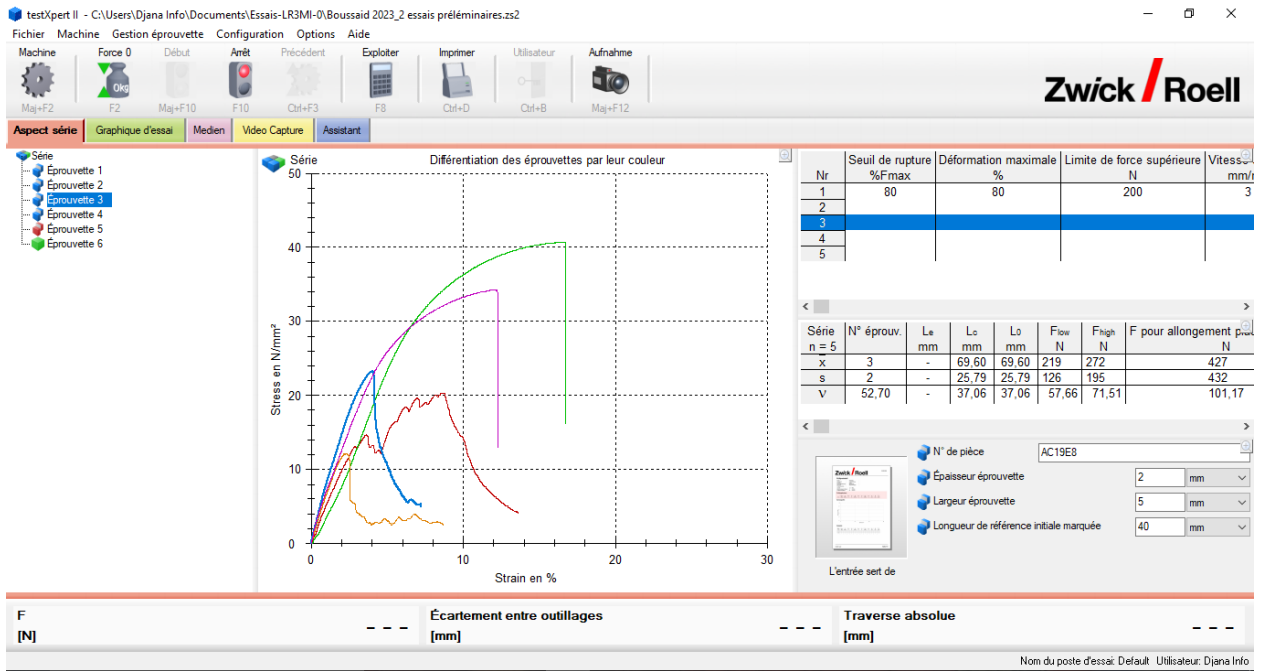 testXpert II - C:\Users\Djana Info\Documents\Essais-LR3MI-0\Boussaid 2023_2 essais préléminaires.zs2
Fichier Machine Gestion éprouvette Configuration Options Aide
Machine Force 0 Début Arrêt Précédent Exploiter Imprimer Utilisateur Aufnahme
0kg
Maj+F2 F2 Maj+F10 F10 Ctrl+F3 F8 Ctrl+D Ctrl+B Maj+F12
Zwick / Roell
Aspect série Graphique d'essai Medien Video Capture Assistant
Série
Éprouvette 1
Éprouvette 2
Éprouvette 3
Éprouvette 4
Éprouvette 5
Éprouvette 6
Série Différentiation des éprouvettes par leur couleur
50
40
30
20
10
0
Stress en N/mm²
0 10 20 30
Strain en %
Seuil de rupture Déformation maximale Limite de force supérieure
Nr %Fmax % N
1 80 80 200 3
2
3
4
5
Série N° éprouv. Le Lc L0 Flow Fhigh F pour allongement
n = 5 mm mm mm N N N
x̅ 3 - 69,60 69,60 219 272 427
s 2 - 25,79 25,79 126 195 432
ν 52,70 - 37,06 37,06 57,66 71,51 101,17
N° de pièce AC19E8
Épaisseur éprouvette 2 mm
Largeur éprouvette 5 mm
Longueur de référence initiale marquée 40 mm
Zwick / Roell
L'entrée sert de
F
[N] - - -
Écartement entre outillages
[mm] - - -
Traverse absolue
[mm] - - -
Nom du poste d'essai: Default Utilisateur: Djana Info